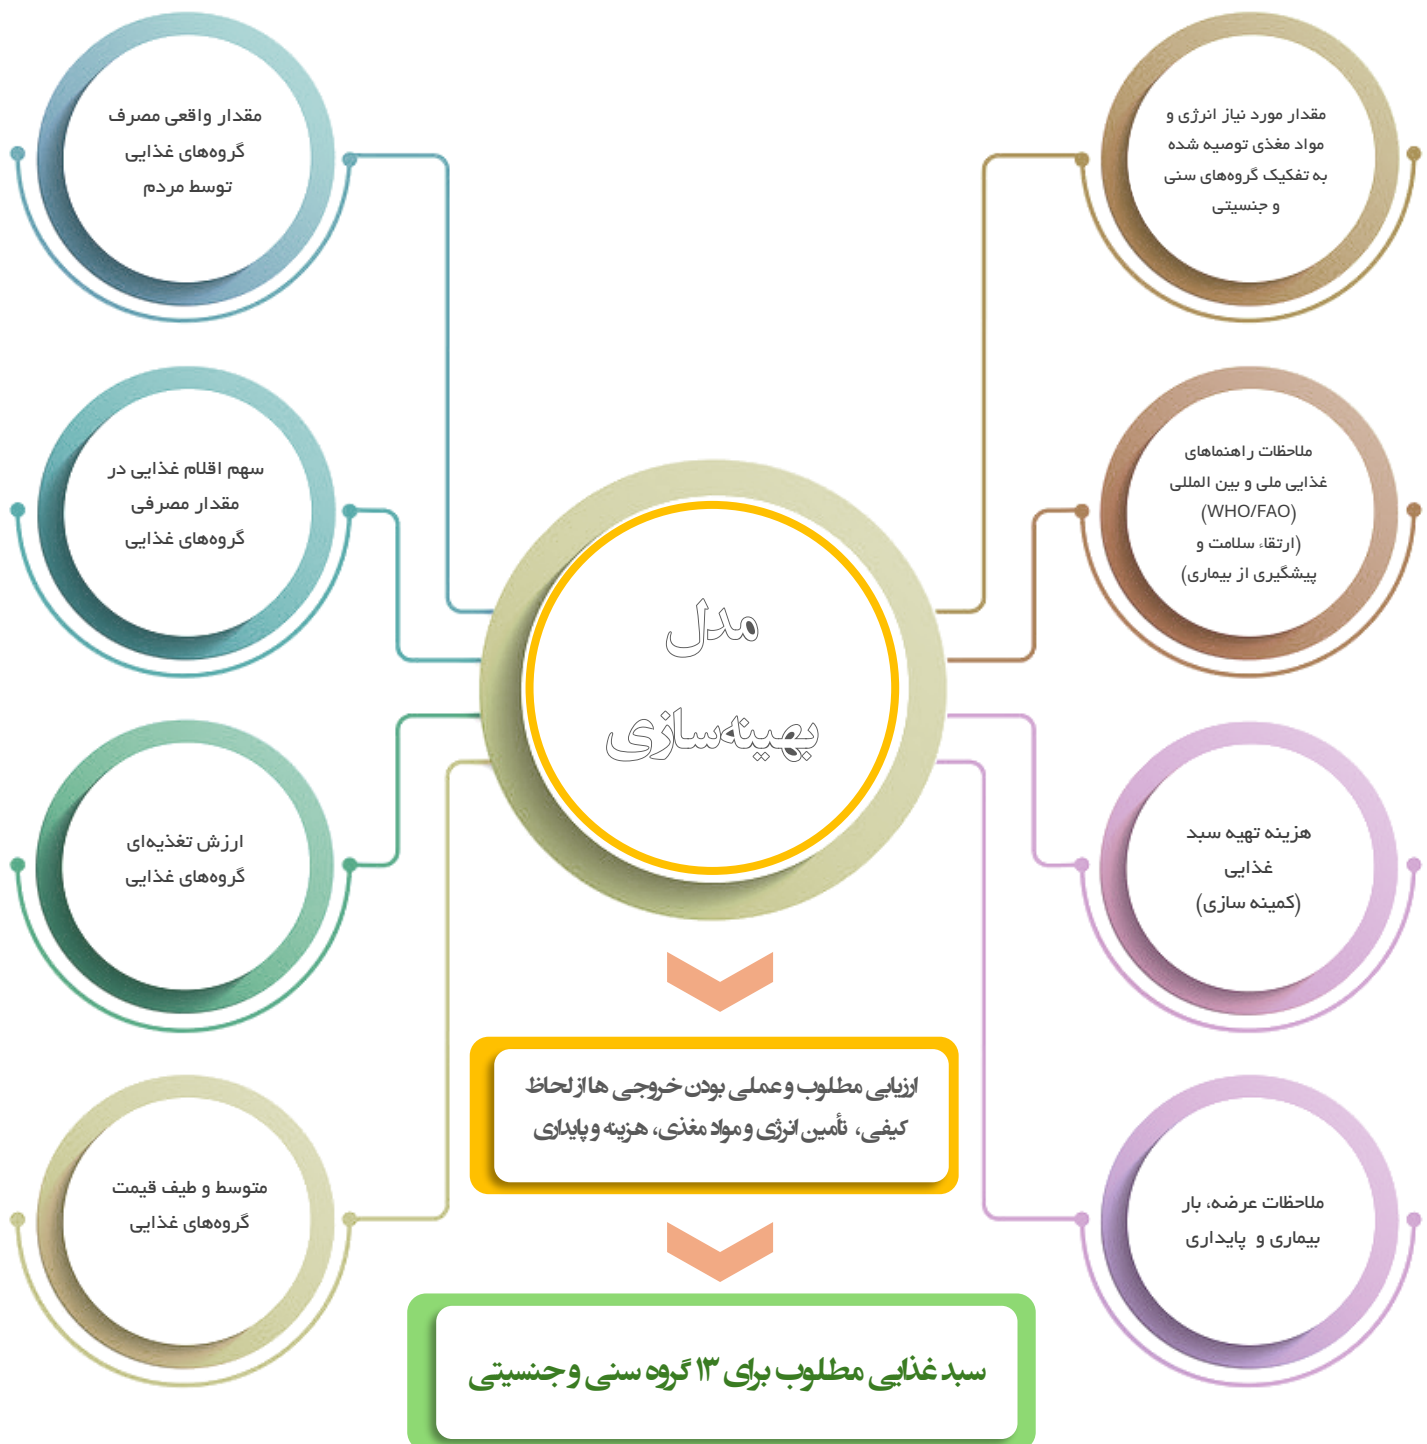 مقدار مورد نیاز انرژی و
مواد مغذی توصیه شده
به تفکیک گروه‌های سنی
و جنسیتی
مقدار واقعی مصرف
گروه‌های غذایی
توسط مردم
ملاحظات راهنماهای
غذایی ملی و بین المللی
(WHO/FAO)
(ارتقاء سلامت و
پیشگیری از بیماری)
سهم اقلام غذایی در
مقدار مصرفی
گروه‌های غذایی
مدل
بهینه‌سازی
هزینه تهیه سبد
غذایی
(کمینه سازی)
ارزش تغذیه‌ای
گروه‌های غذایی
ملاحظات عرضه، بار
بیماری و پایداری
متوسط و طیف قیمت
گروه‌های غذایی
ارزیابی مطلوب و عملی بودن خروجی ها از لحاظ
کیفی، تأمین انرژی و مواد مغذی، هزینه و پایداری
سبد غذایی مطلوب برای ۱۳ گروه سنی و جنسیتی